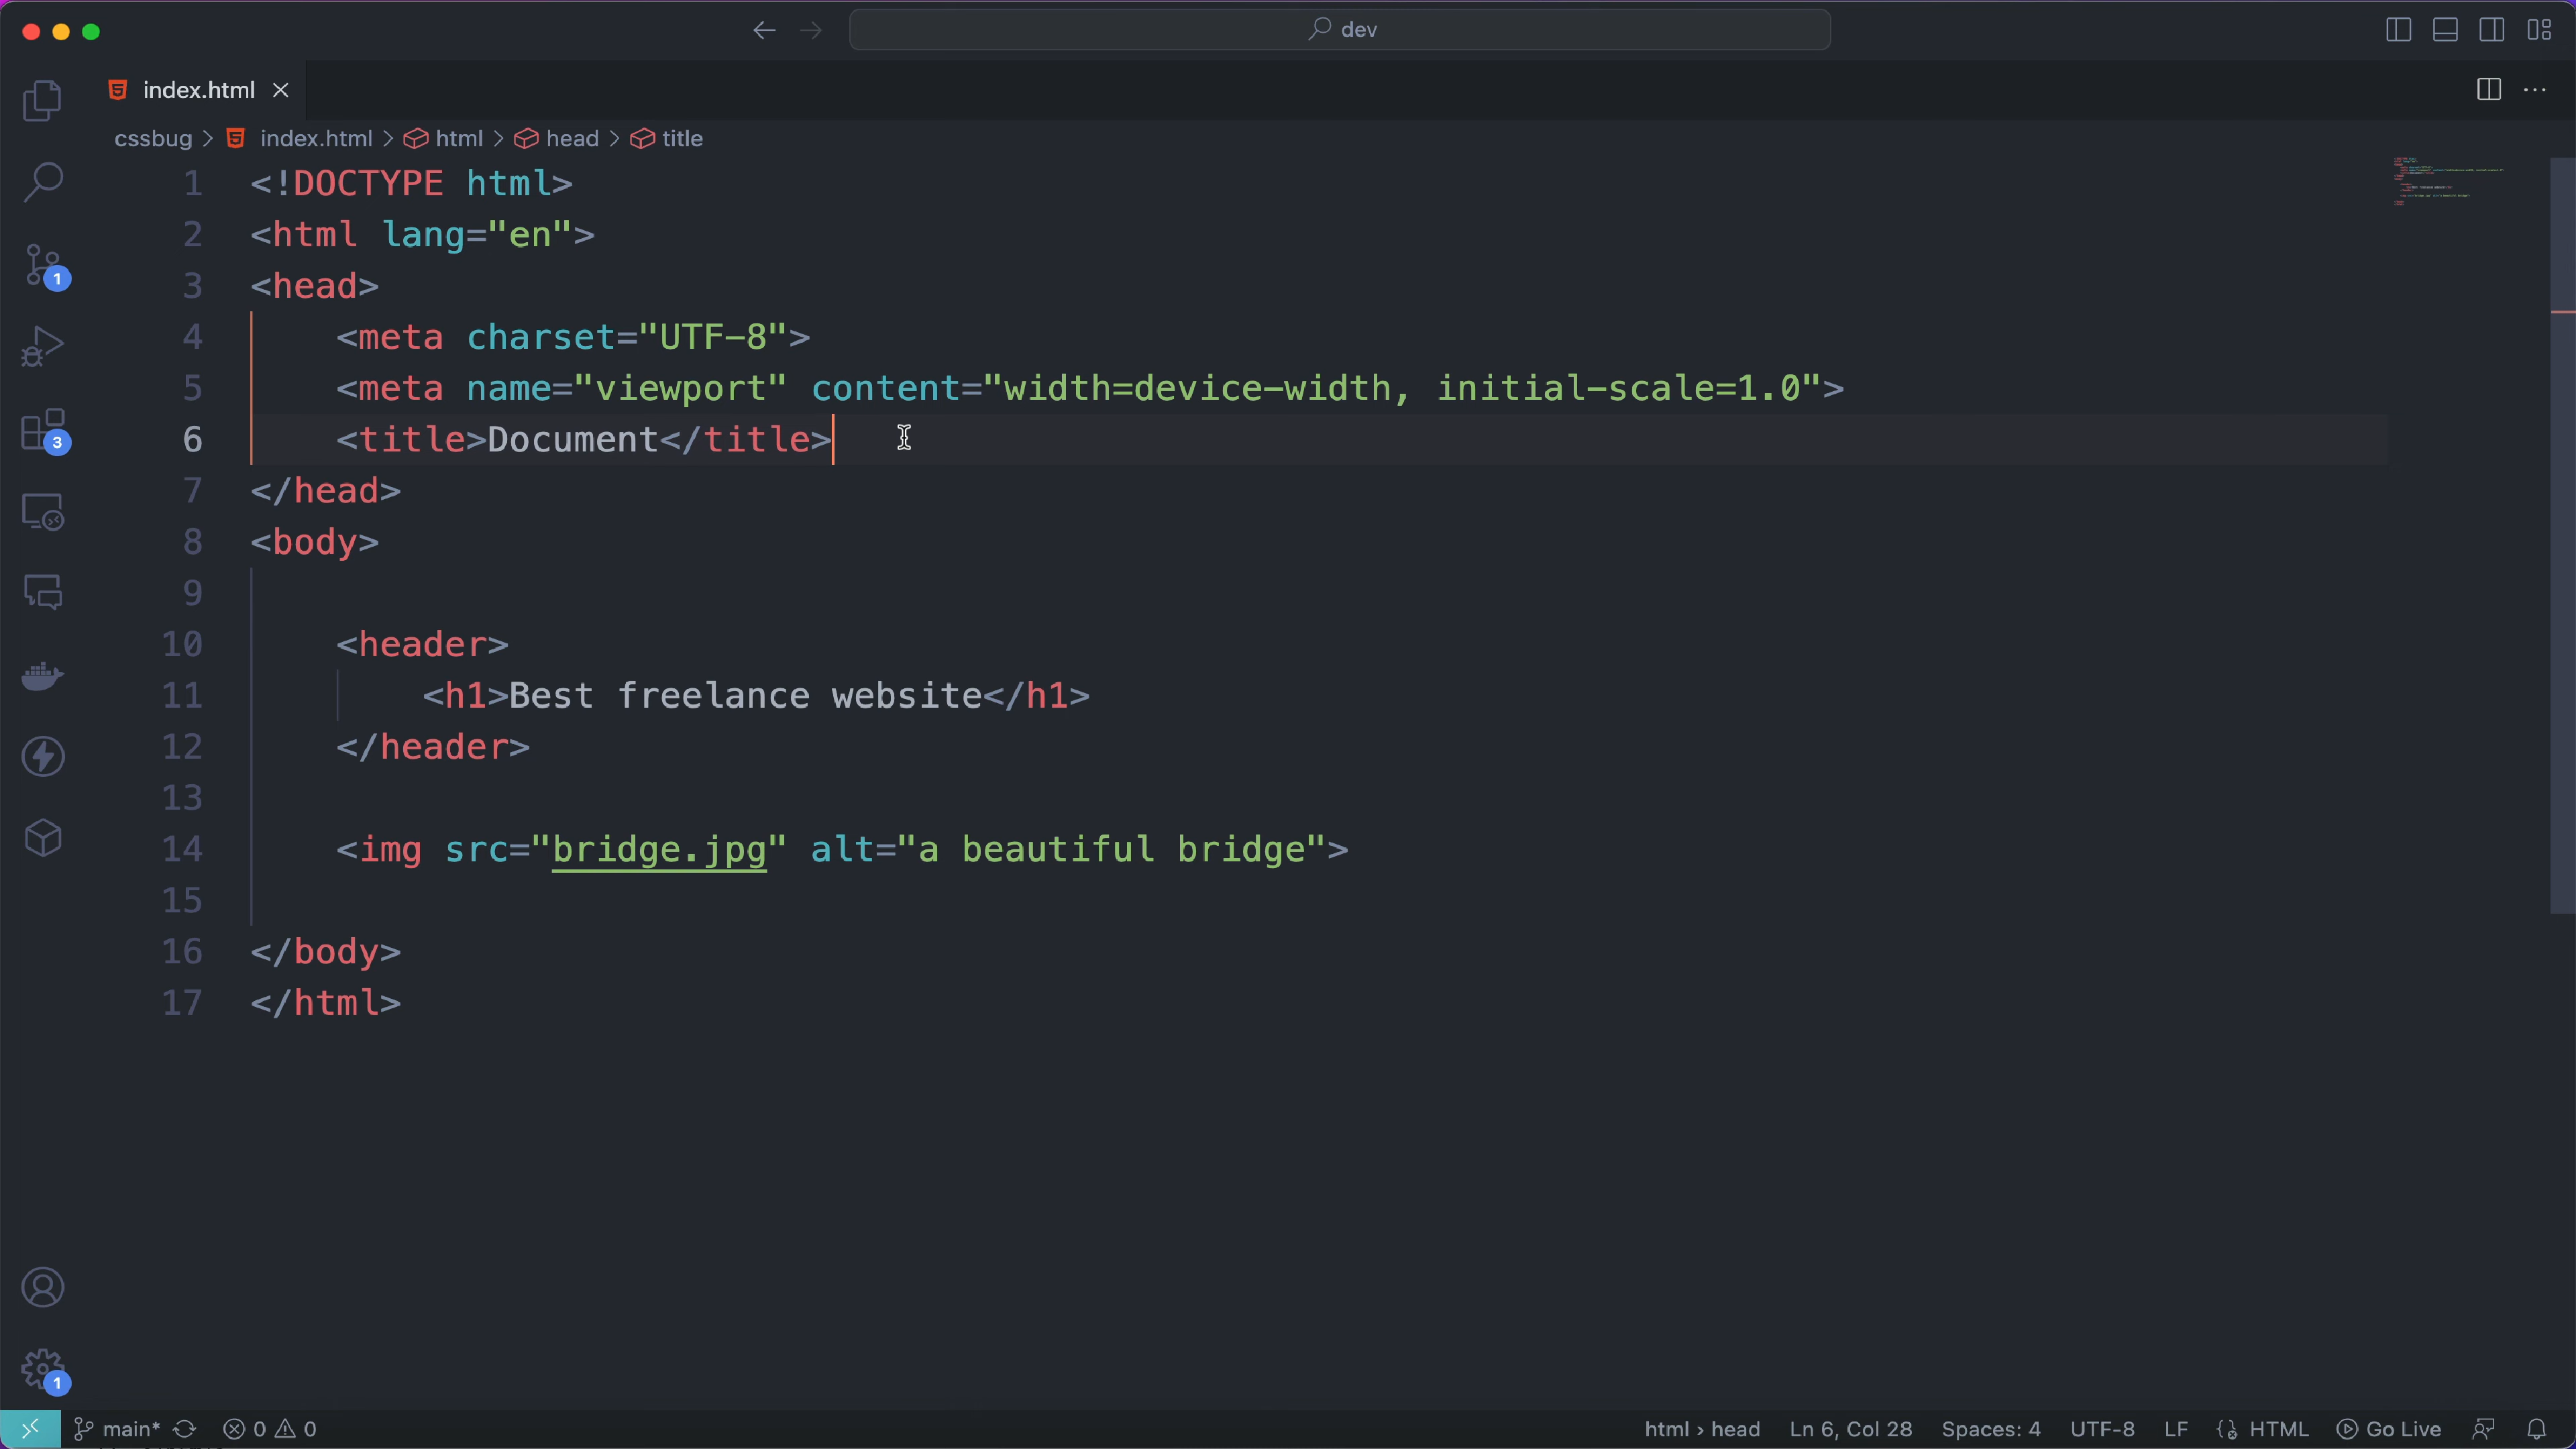 dev
index.html
cssbug > index.html > html > head > title
1 <!DOCTYPE html>
2 <html lang="en">
3 <head>
4 <meta charset="UTF-8">
5 <meta name="viewport" content="width=device-width, initial-scale=1.0">
6 <title>Document</title>
7 </head>
8 <body>
9
10 <header>
11 <h1>Best freelance website</h1>
12 </header>
13
14 <img src="bridge.jpg" alt="a beautiful bridge">
15
16 </body>
17 </html>
1
3
1
main* 0 0 html > head Ln 6, Col 28 Spaces: 4 UTF-8 LF HTML Go Live